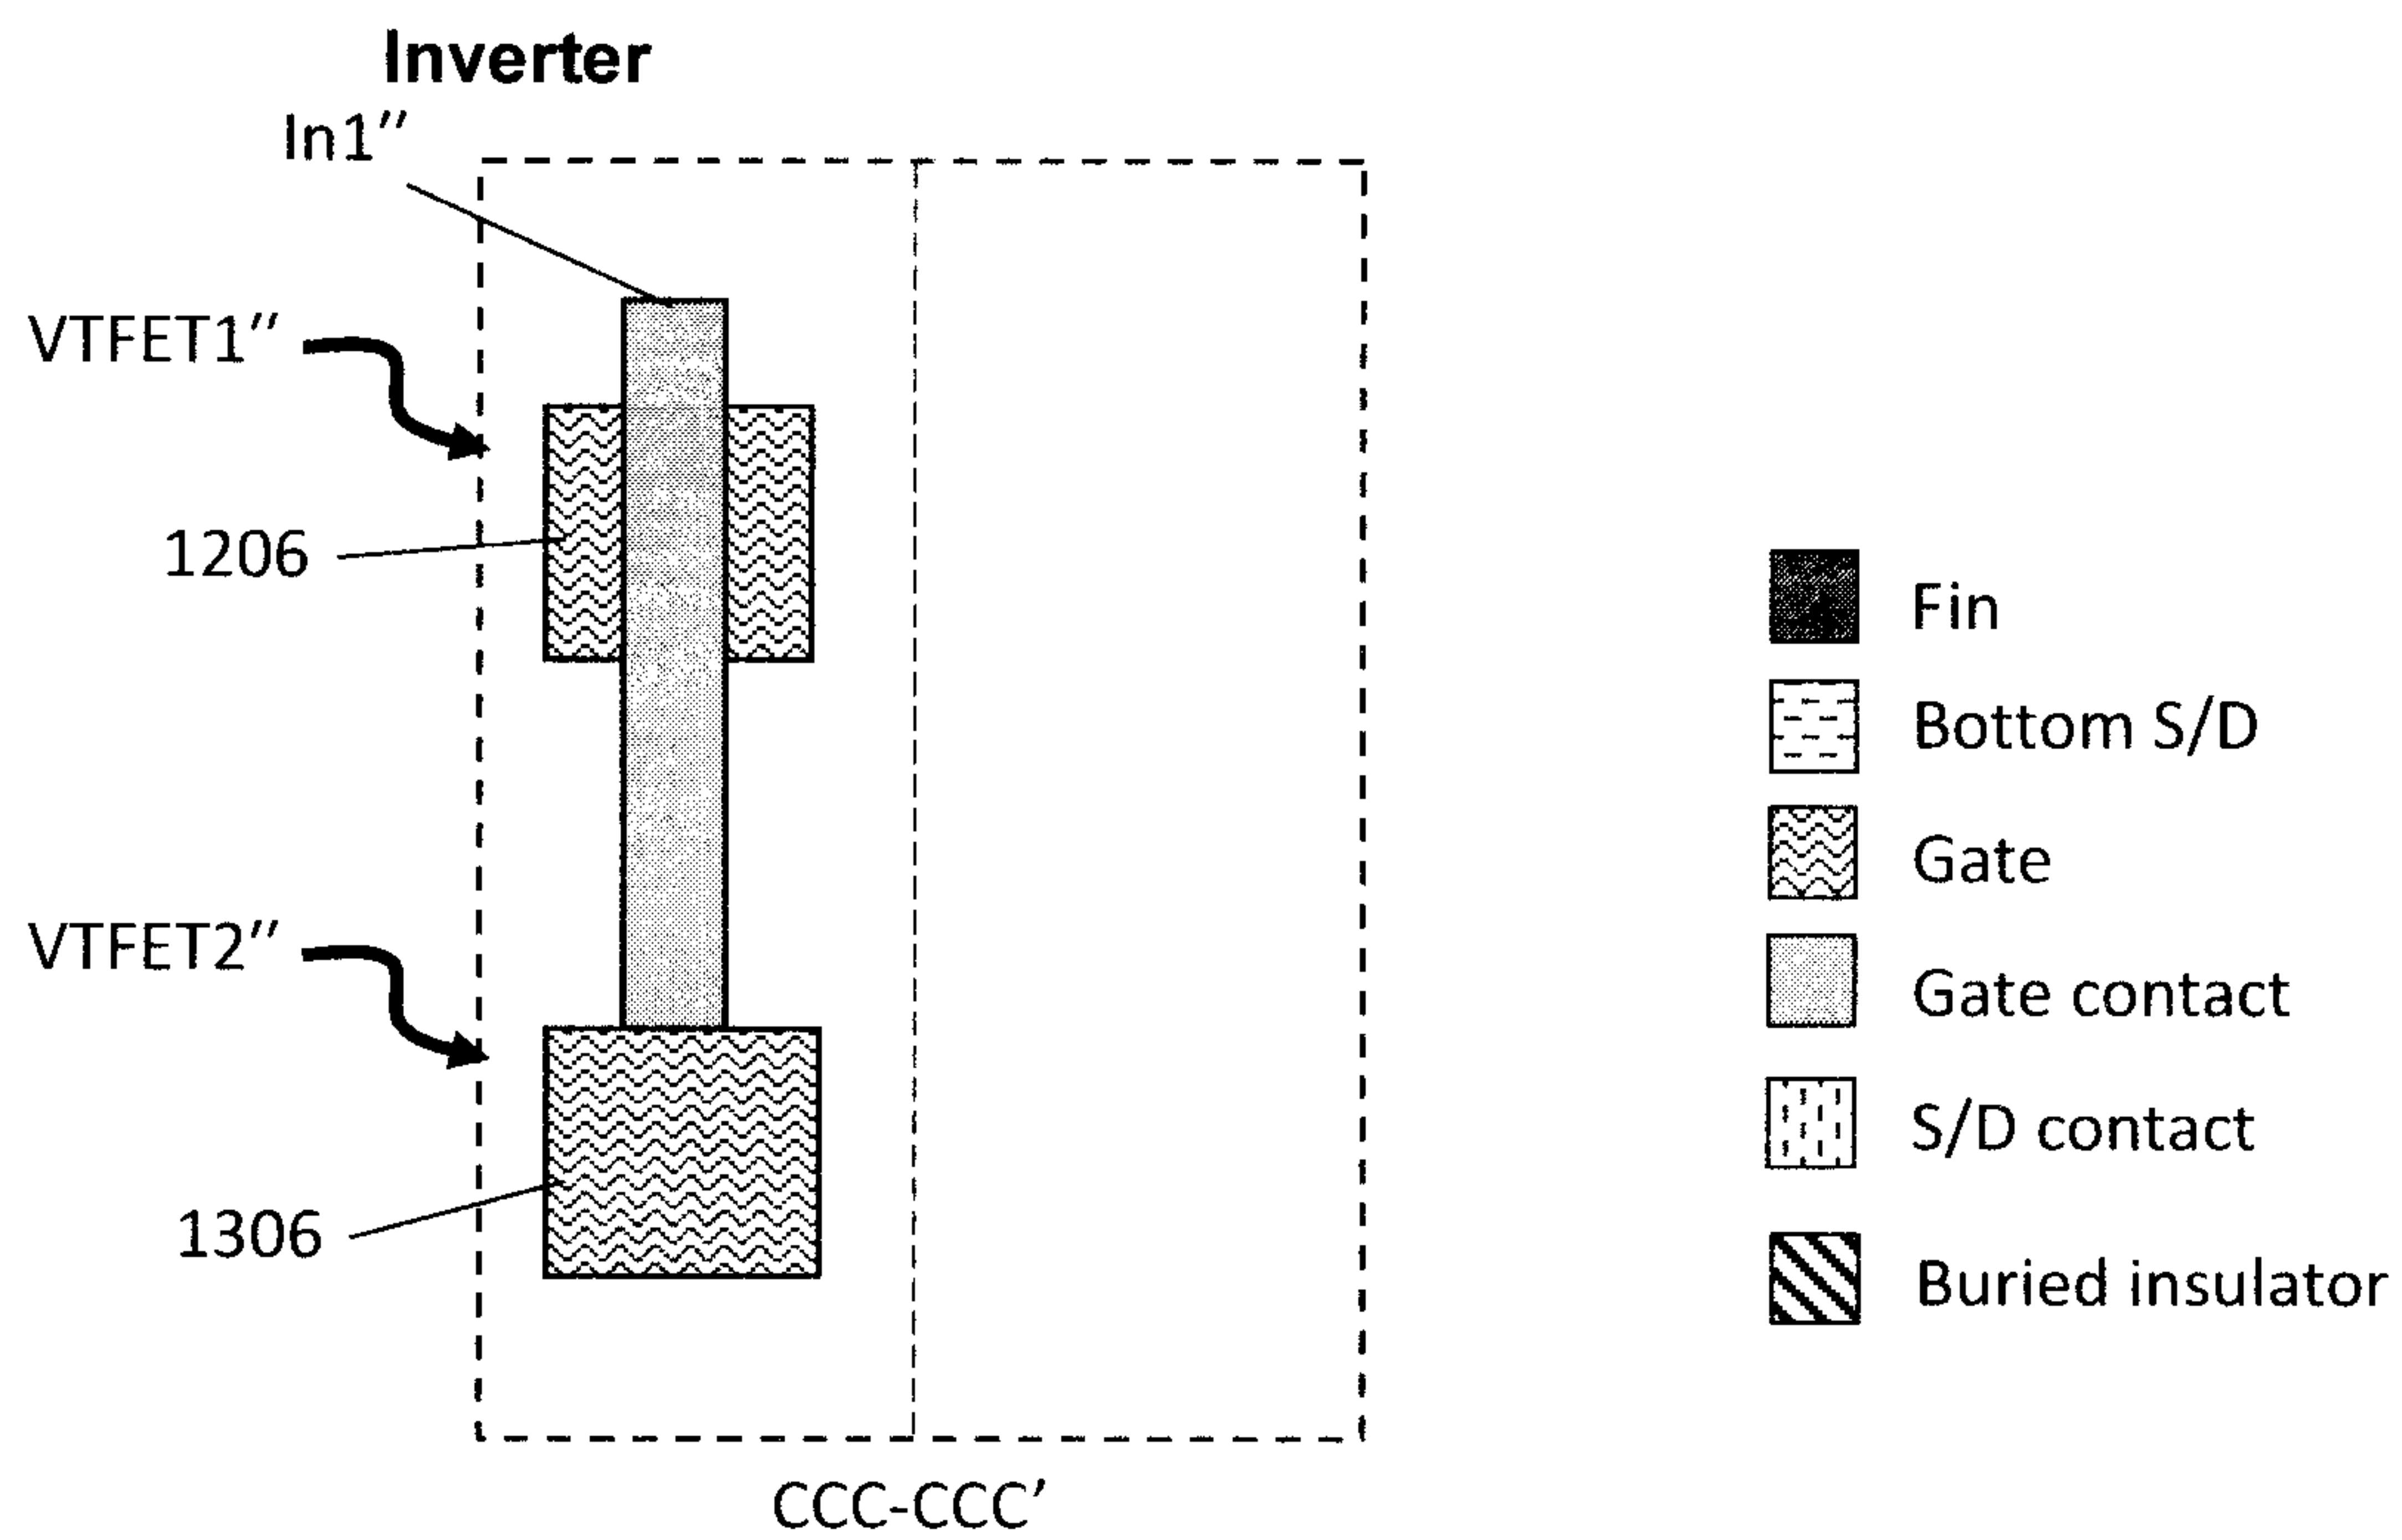 Inverter
In1″
VTFET1″
1206
VTFET2″
1306
CCC-CCC′
Fin
Bottom S/D
Gate
Gate contact
S/D contact
Buried insulator